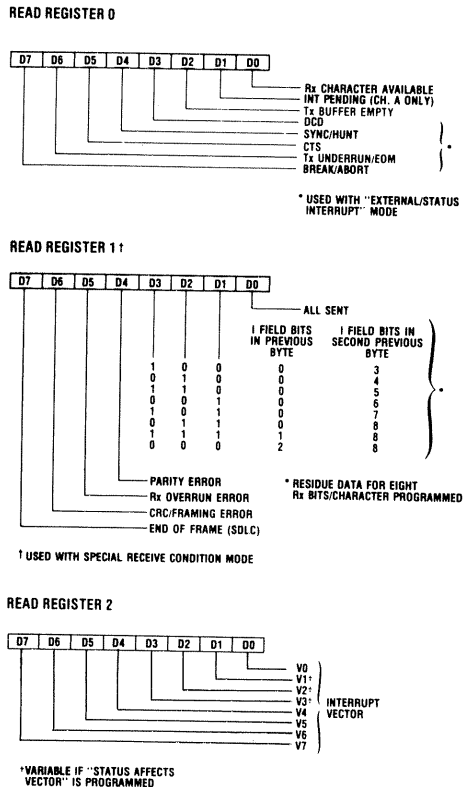 READ REGISTER 0
D7 D6 D5 D4 D3 D2 D1 D0
Rx CHARACTER AVAILABLE
INT PENDING (CH. A ONLY)
Tx BUFFER EMPTY
DCD
SYNC/HUNT
CTS
Tx UNDERRUN/EOM
BREAK/ABORT
*
* USED WITH "EXTERNAL/STATUS
INTERRUPT" MODE
READ REGISTER 1†
D7 D6 D5 D4 D3 D2 D1 D0
ALL SENT
I FIELD BITS
IN PREVIOUS
BYTE
I FIELD BITS IN
SECOND PREVIOUS
BYTE
1 0 0 0 3
0 1 0 0 4
1 1 0 0 5
0 0 1 0 6
1 0 1 0 7
0 1 1 0 8
1 1 1 1 8
0 0 0 2 8
*
PARITY ERROR
Rx OVERRUN ERROR
CRC/FRAMING ERROR
END OF FRAME (SDLC)
* RESIDUE DATA FOR EIGHT
Rx BITS/CHARACTER PROGRAMMED
† USED WITH SPECIAL RECEIVE CONDITION MODE
READ REGISTER 2
D7 D6 D5 D4 D3 D2 D1 D0
V0
V1†
V2†
V3†
V4
V5
V6
V7
INTERRUPT
VECTOR
†VARIABLE IF "STATUS AFFECTS
VECTOR" IS PROGRAMMED